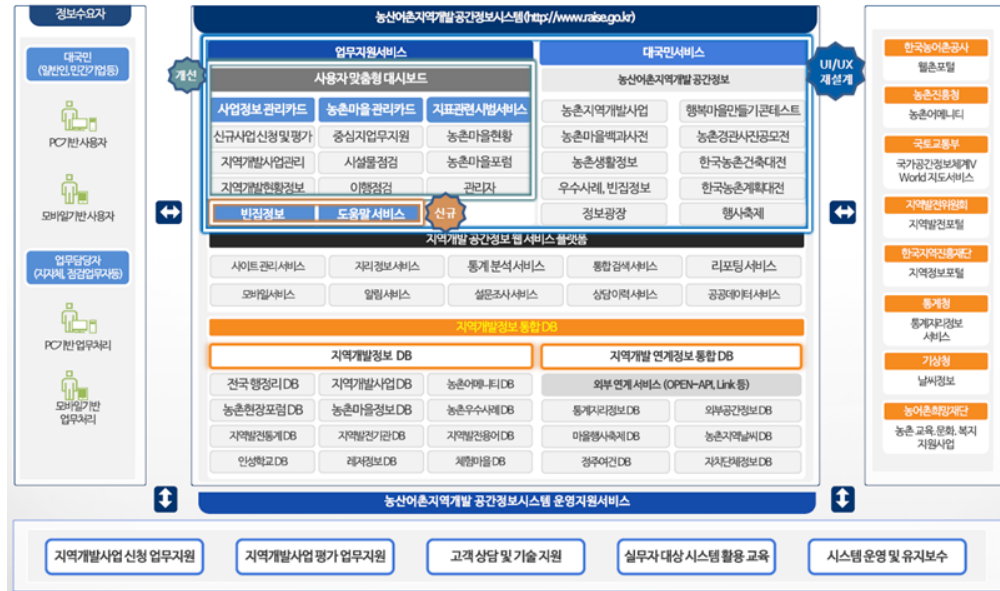 정보수요자
대국민
(일반인,민간기업등)
PC기반 사용자
모바일기반 사용자
업무담당자
(지자체, 점검업무자등)
PC기반 업무처리
모바일기반
업무처리
농산어촌지역개발 공간정보시스템(http://www.raise.go.kr)
업무지원서비스
대국민서비스
개선
UI/UX
재설계
사용자 맞춤형 대시보드
농산어촌지역개발 공간정보
사업정보 관리카드
농촌마을 관리카드
지표관련시범서비스
신규사업 신청 및 평가
중심지업무지원
농촌마을현황
지역개발사업관리
시설물점검
농촌마을포럼
지역개발현황정보
이행점검
관리자
빈집정보
도움말 서비스
신규
농촌지역개발사업
행복마을만들기콘테스트
농촌마을백과사전
농촌경관사진공모전
농촌생활정보
한국농촌건축대전
우수사례, 빈집정보
한국농촌계획대전
정보광장
행사축제
지역개발 공간정보 웹 서비스 플랫폼
사이트 관리 서비스
지리 정보 서비스
통계 분석 서비스
통합 검색 서비스
리포팅 서비스
모바일서비스
알림 서비스
설문조사 서비스
상담이력 서비스
공공데이터 서비스
지역개발정보 통합 DB
지역개발정보 DB
지역개발 연계정보 통합 DB
전국 행정리 DB
지역개발사업 DB
농촌어메니티 DB
외부 연계 서비스 (OPEN-API, Link 등)
농촌현장포럼 DB
농촌마을정보 DB
농촌우수사례 DB
통계지리정보 DB
외부공간정보 DB
지역발전통계 DB
지역발전기관 DB
지역발전용어 DB
마을행사축제 DB
농촌지역날씨 DB
인성학교 DB
레저정보 DB
체험마을 DB
정주여건 DB
자치단체정보 DB
한국농어촌공사
웰촌포털
농촌진흥청
농촌어메니티
국토교통부
국가공간정보체계V
World 지도서비스
지역발전위원회
지역발전포털
한국지역진흥재단
지역정보포털
통계청
통계지리정보
서비스
기상청
날씨정보
농어촌희망재단
농촌 교육, 문화, 복지
지원사업
농산어촌지역개발 공간정보시스템 운영지원서비스
지역개발사업 신청 업무지원
지역개발사업 평가 업무지원
고객 상담 및 기술 지원
실무자 대상 시스템 활용 교육
시스템 운영 및 유지보수